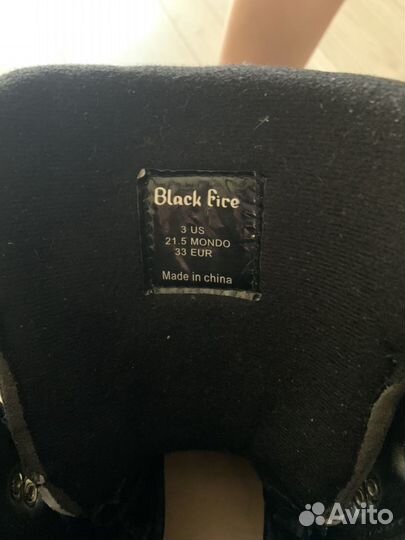 Black Fire
3 US
21.5 MONDO
33 EUR
Made in china
Avito